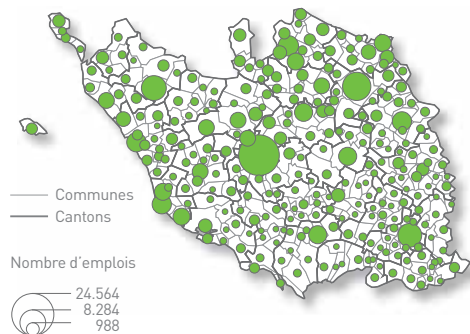 Communes
Cantons
Nombre d'emplois
24.564
8.284
988